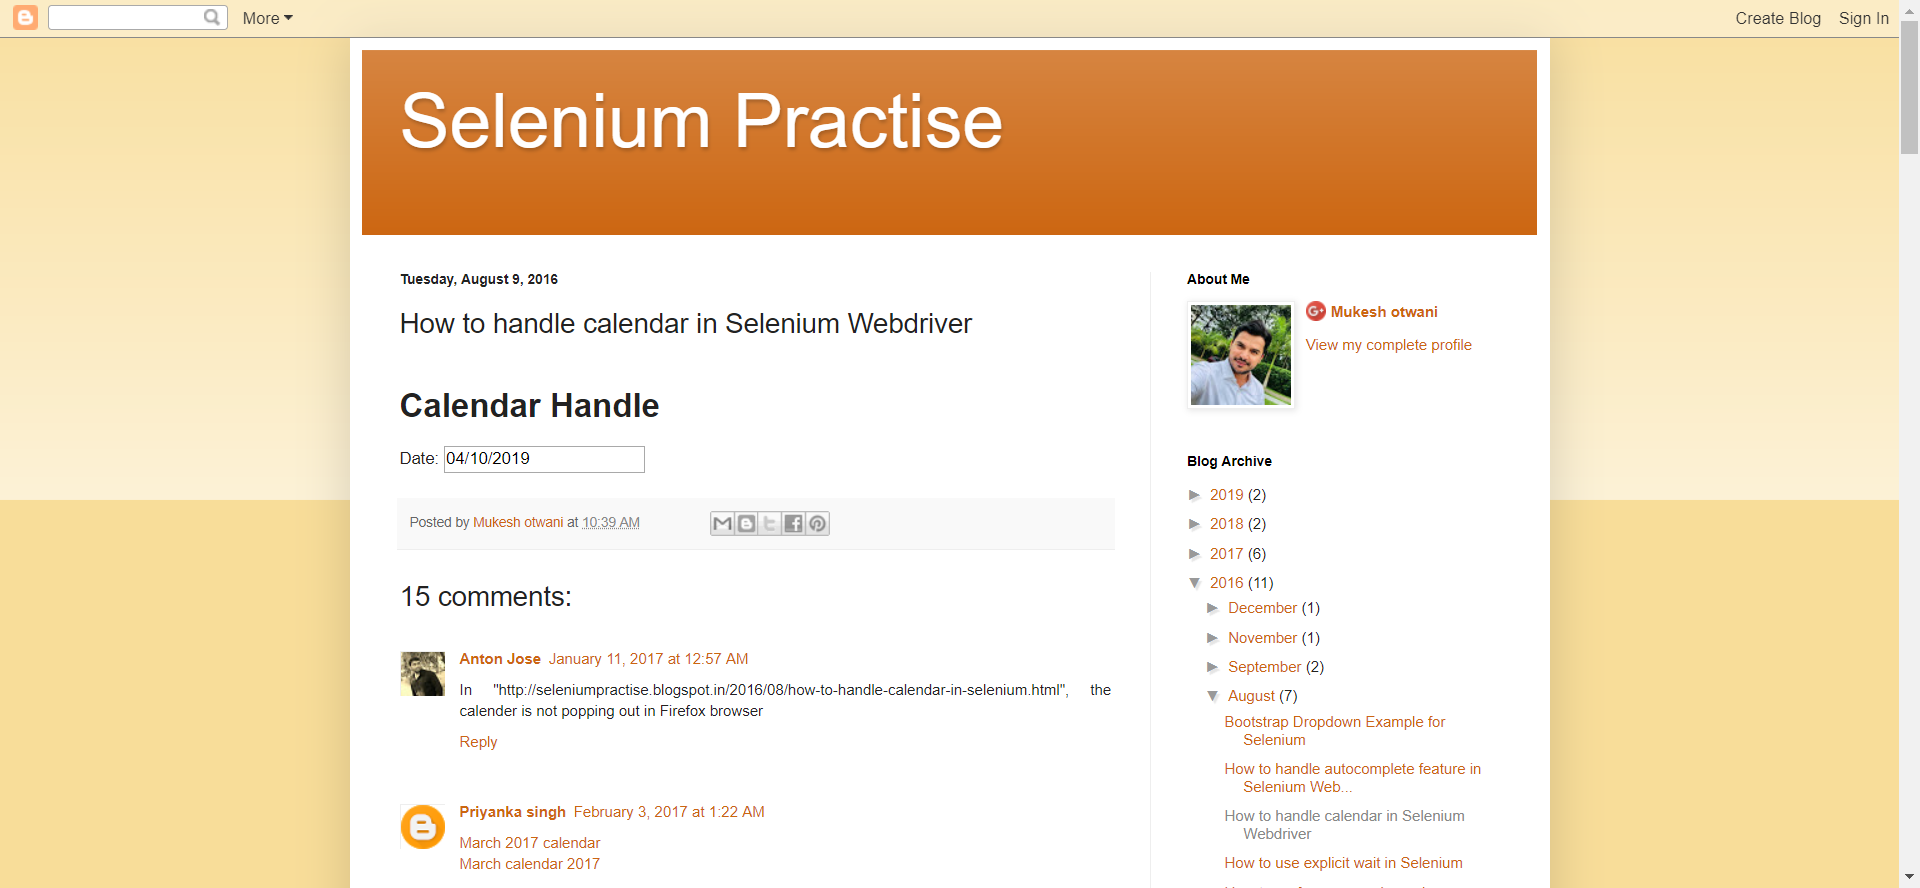 More
Create Blog
Sign In
Selenium Practise
Tuesday, August 9, 2016
How to handle calendar in Selenium Webdriver
Calendar Handle
Date: 04/10/2019
Posted by Mukesh otwani at 10:39 AM
15 comments:
Anton Jose January 11, 2017 at 12:57 AM
In "http://seleniumpractise.blogspot.in/2016/08/how-to-handle-calendar-in-selenium.html", the
calender is not popping out in Firefox browser
Reply
Priyanka singh February 3, 2017 at 1:22 AM
March 2017 calendar
March calendar 2017
About Me
Mukesh otwani
View my complete profile
Blog Archive
► 2019 (2)
► 2018 (2)
► 2017 (6)
▼ 2016 (11)
► December (1)
► November (1)
► September (2)
▼ August (7)
Bootstrap Dropdown Example for
Selenium
How to handle autocomplete feature in
Selenium Web...
How to handle calendar in Selenium
Webdriver
How to use explicit wait in Selenium